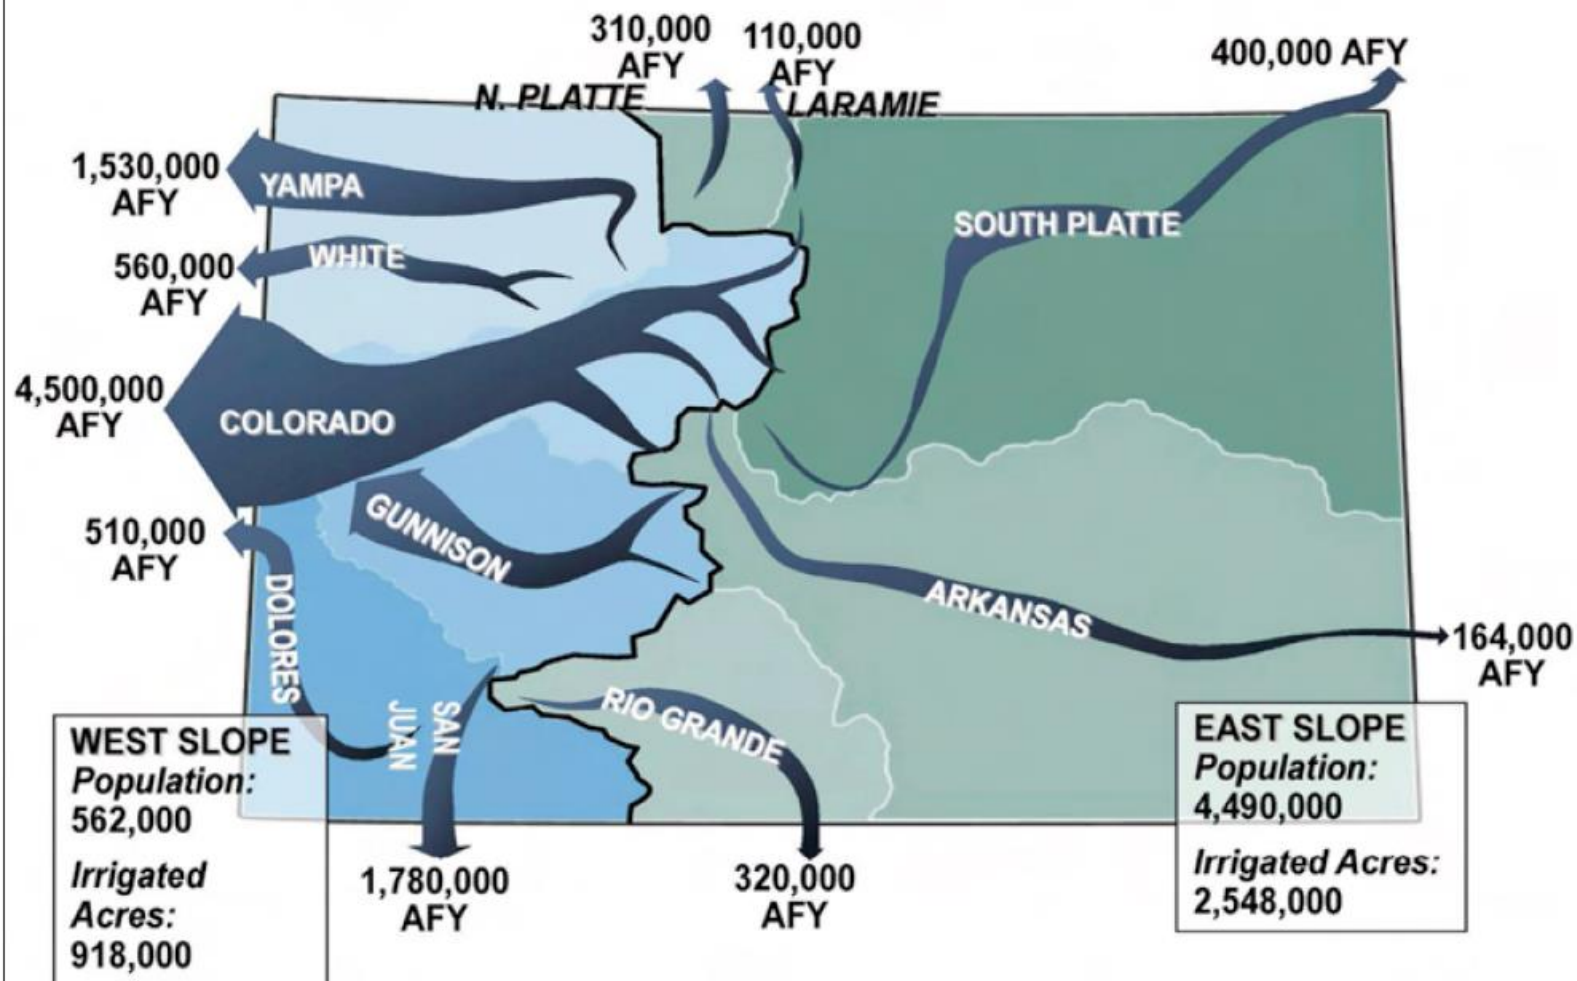 310,000
AFY
110,000
AFY
400,000 AFY
N. PLATTE
LARAMIE
1,530,000
AFY
YAMPA
SOUTH PLATTE
560,000
AFY
WHITE
4,500,000
AFY
COLORADO
510,000
AFY
GUNNISON
DOLORES
ARKANSAS
164,000
AFY
SAN
JUAN
RIO GRANDE
WEST SLOPE
Population:
562,000
Irrigated
Acres:
918,000
EAST SLOPE
Population:
4,490,000
Irrigated Acres:
2,548,000
1,780,000
AFY
320,000
AFY